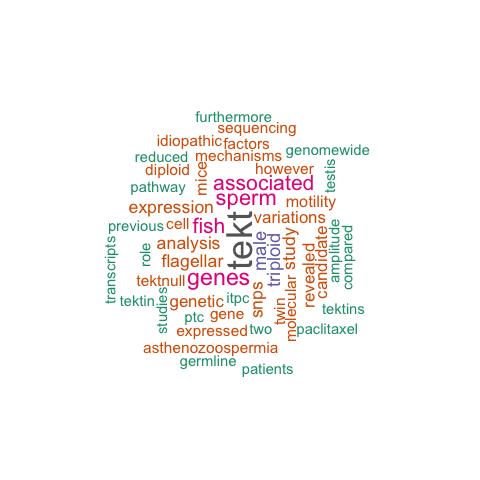 furthermore
sequencing
idiopathic factors
genomewide
reduced mechanisms
diploid mice however testis
pathway associated
sperm motility
expression variations
previous cell fish
tekt
male
triploid
molecular study
revealed
candidate
amplitude
compared
transcripts
role
analysis
flagellar
tektnull genes
tektin studies genetic itpc snps
twin
tektins
ptc gene
expressed two paclitaxel
asthenozoospermia
germline
patients